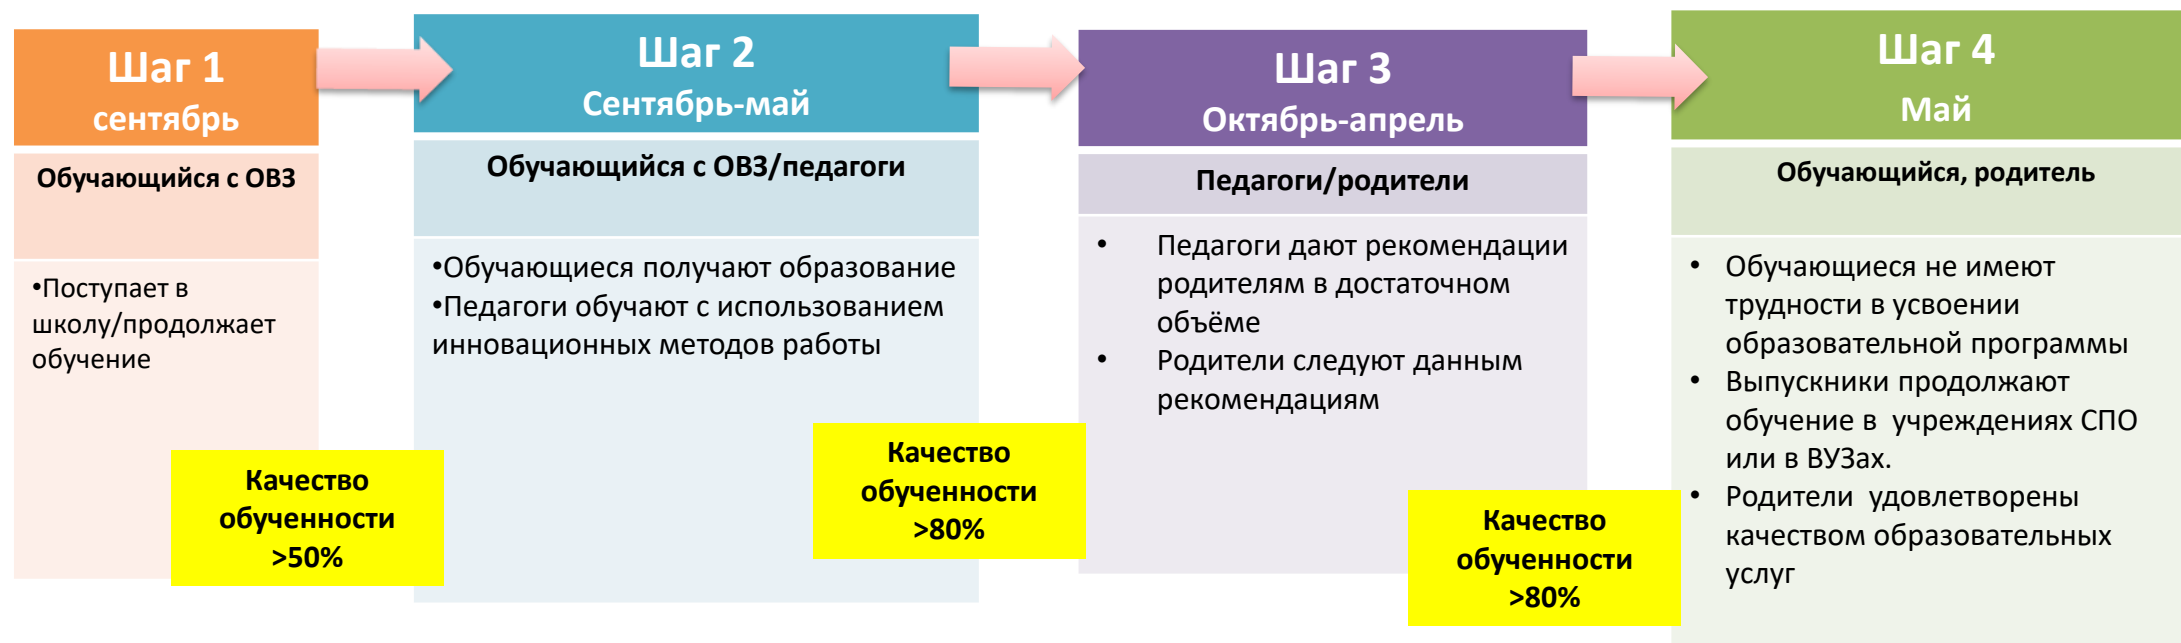 Шаг 1
сентябрь
Обучающийся с ОВЗ
•Поступает в
школу/продолжает
обучение
Качество
обученности
>50%
Шаг 2
Сентябрь-май
Обучающийся с ОВЗ/педагоги
•Обучающиеся получают образование
•Педагоги обучают с использованием
инновационных методов работы
Качество
обученности
>80%
Шаг 3
Октябрь-апрель
Педагоги/родители
• Педагоги дают рекомендации
родителям в достаточном
объёме
• Родители следуют данным
рекомендациям
Качество
обученности
>80%
Шаг 4
Май
Обучающийся, родитель
• Обучающиеся не имеют
трудности в усвоении
образовательной программы
• Выпускники продолжают
обучение в учреждениях СПО
или в ВУЗах.
• Родители удовлетворены
качеством образовательных
услуг